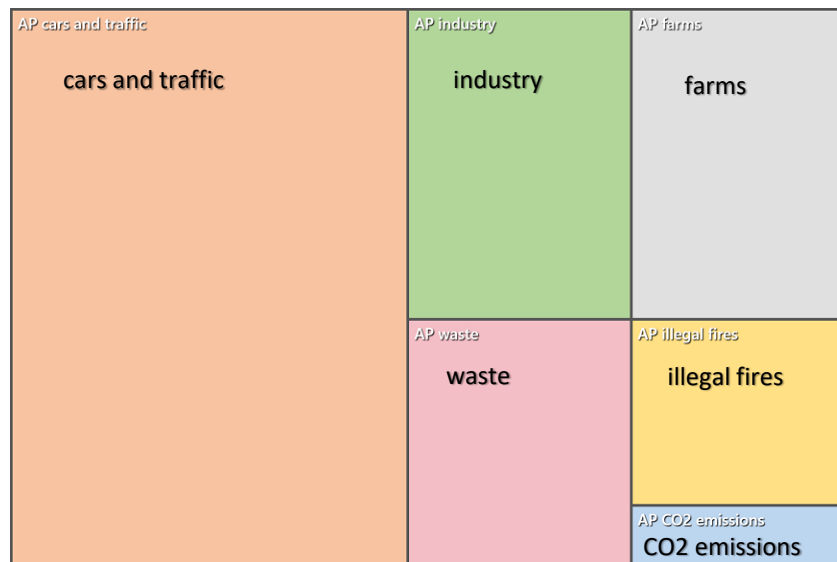 AP cars and traffic
cars and traffic
AP industry
industry
AP farms
farms
AP waste
waste
AP illegal fires
illegal fires
AP CO2 emissions
CO2 emissions